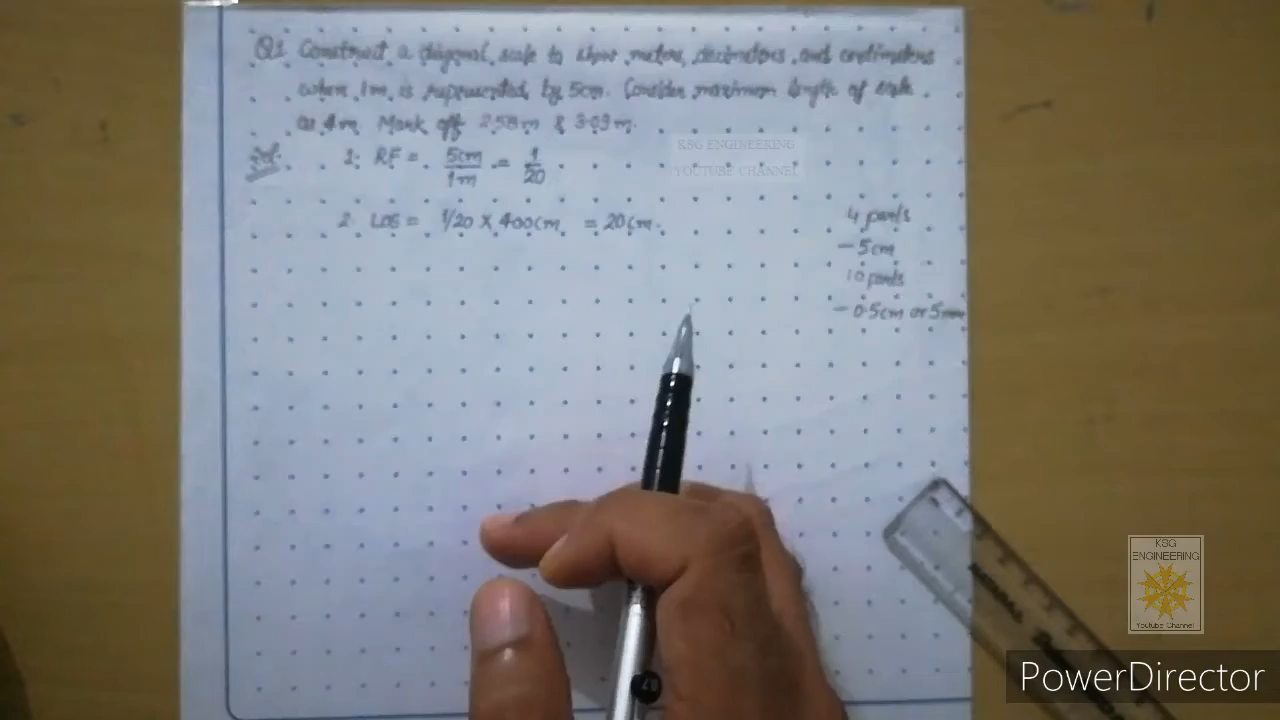 Q1 Construct a diagonal scale to show metres, decimetres and centimeters
when 1m is represented by 5cm. Consider maximum length of scale
as 4m Mark off 2.58m & 3.09m.
Sol. 1. RF = 5cm/1m = 1/20
2. LOS = 1/20 X 400cm = 20cm.
4 parts
- 5cm
10 parts
- 0.5cm or 5mm
KSG ENGINEERING
YOUTUBE CHANNEL
KSG
ENGINEERING
Youtube Channel
PowerDirector